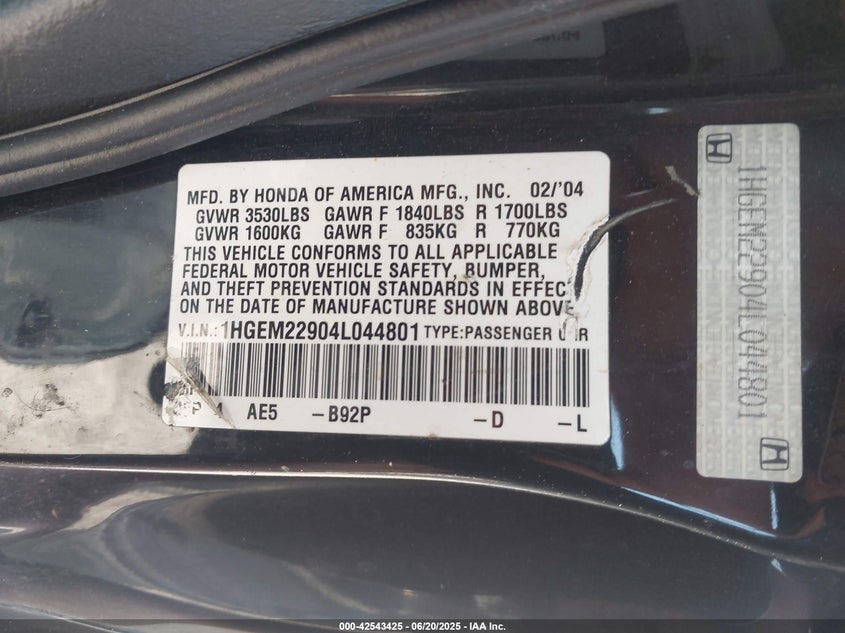 MFD. BY HONDA OF AMERICA MFG., INC. 02/'04
GVWR 3530LBS GAWR F 1840LBS R 1700LBS
GVWR 1600KG GAWR F 835KG R 770KG
THIS VEHICLE CONFORMS TO ALL APPLICABLE
FEDERAL MOTOR VEHICLE SAFETY, BUMPER,
AND THEFT PREVENTION STANDARDS IN EFFEC
ON THE DATE OF MANUFACTURE SHOWN ABOVE
V.I.N.: 1HGEM22904L044801 TYPE:PASSENGER
AE5 -B92P -D -L
1HGEM22904L044801
000-42543425 - 06/20/2025 - IAA Inc.